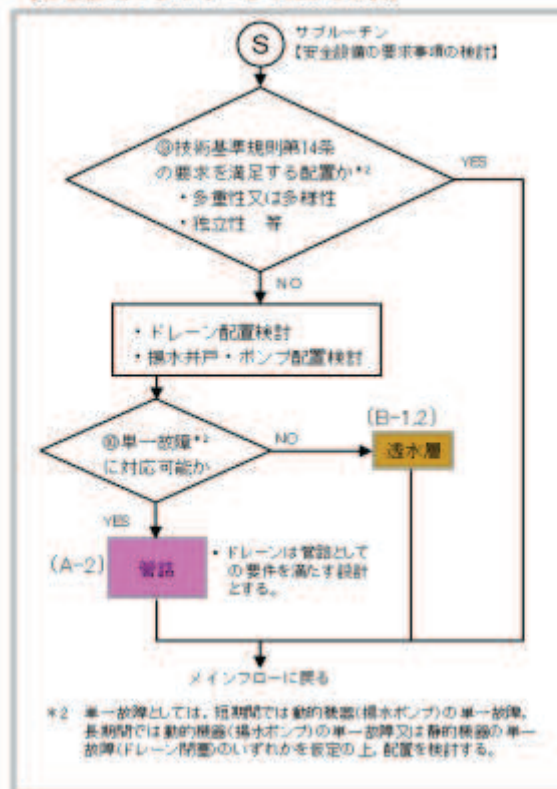 S
サブルーチン
【安全設備の要求事項の検討】
⑨技術基準規則第14条
の要求を満足する配置か*2
・多重性又は多様性
・独立性 等
YES
NO
・ドレーン配置検討
・揚水井戸・ポンプ配置検討
⑩単一故障*2
に対応可能か
NO
(B-1,2)
透水層
YES
(A-2)
管路
・ドレーンは管路として
の要件を満たす設計
とする。
メインフローに戻る
*2 単一故障としては、短期間では動的機器(揚水ポンプ)の単一故障、
長期間では動的機器(揚水ポンプ)の単一故障又は静的機器の単一
故障(ドレーン閉塞)のいずれかを仮定の上、配置を検討する。